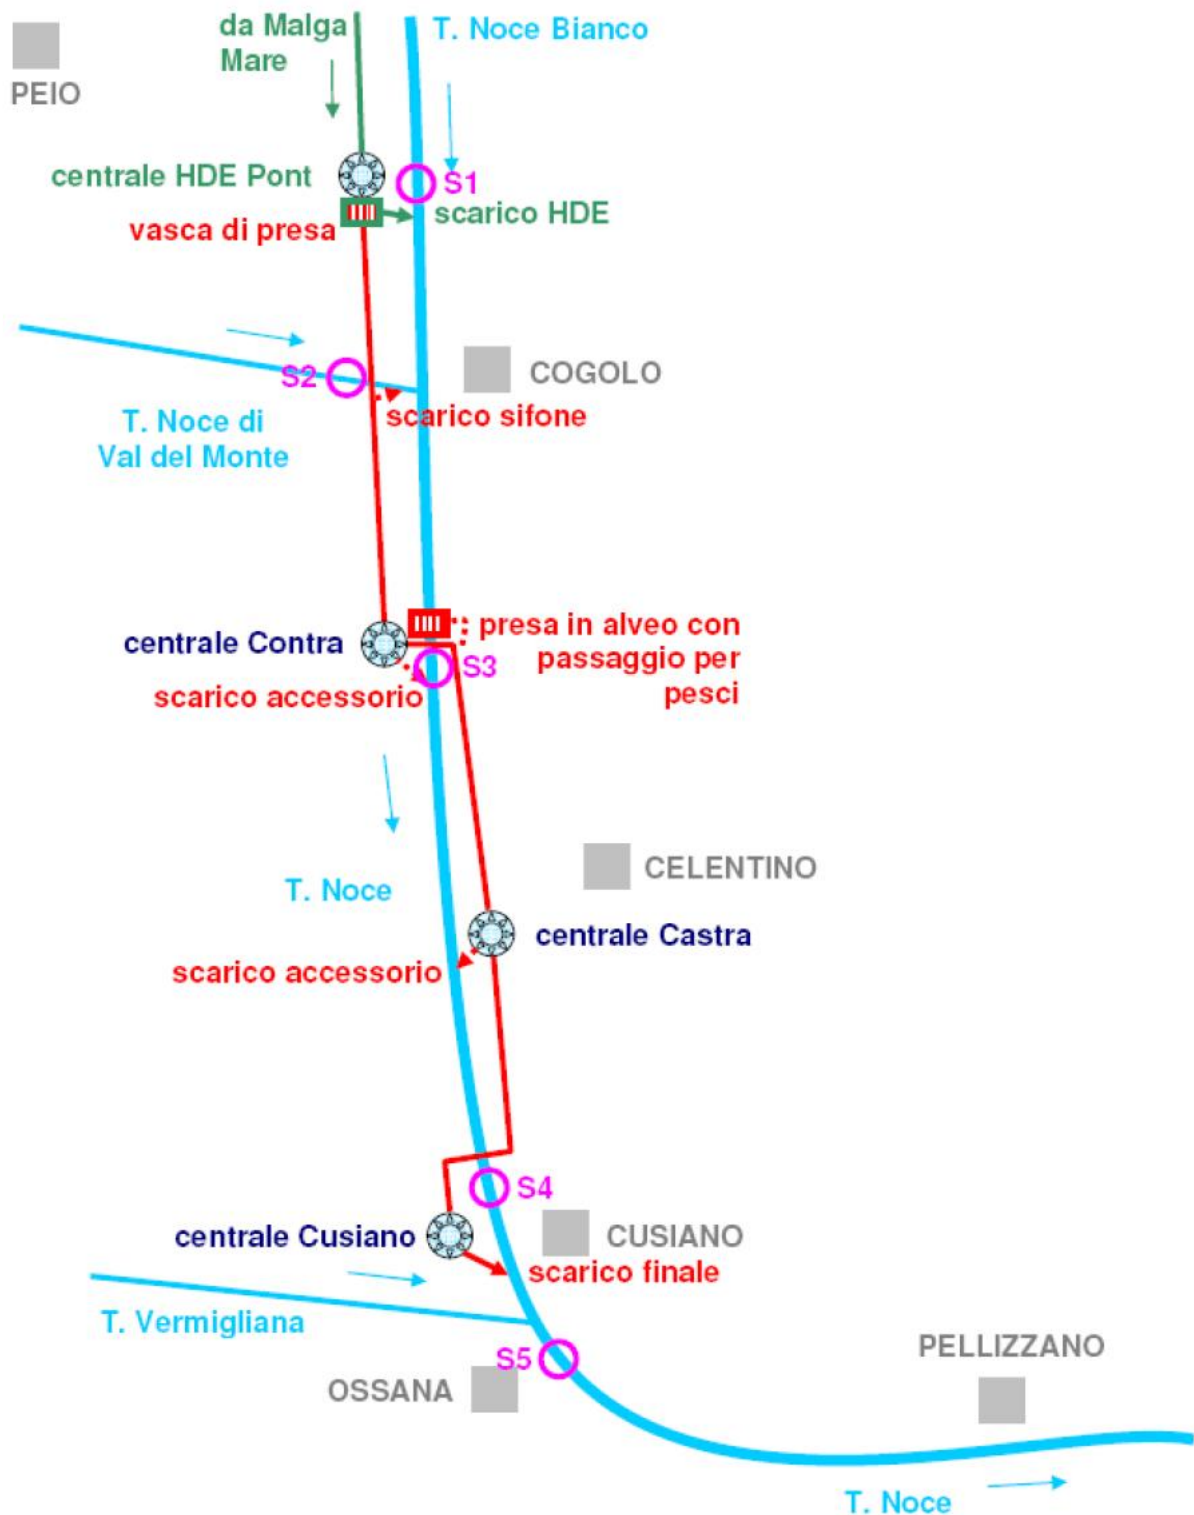 da Malga
Mare
T. Noce Bianco
PEIO
centrale HDE Pont
S1
scarico HDE
vasca di presa
S2
COGOLO
scarico sifone
T. Noce di
Val del Monte
presa in alveo con
passaggio per
pesci
centrale Contra
S3
scarico accessorio
CELENTINO
T. Noce
centrale Castra
scarico accessorio
S4
centrale Cusiano
CUSIANO
scarico finale
T. Vermigliana
S5
PELLIZZANO
OSSANA
T. Noce